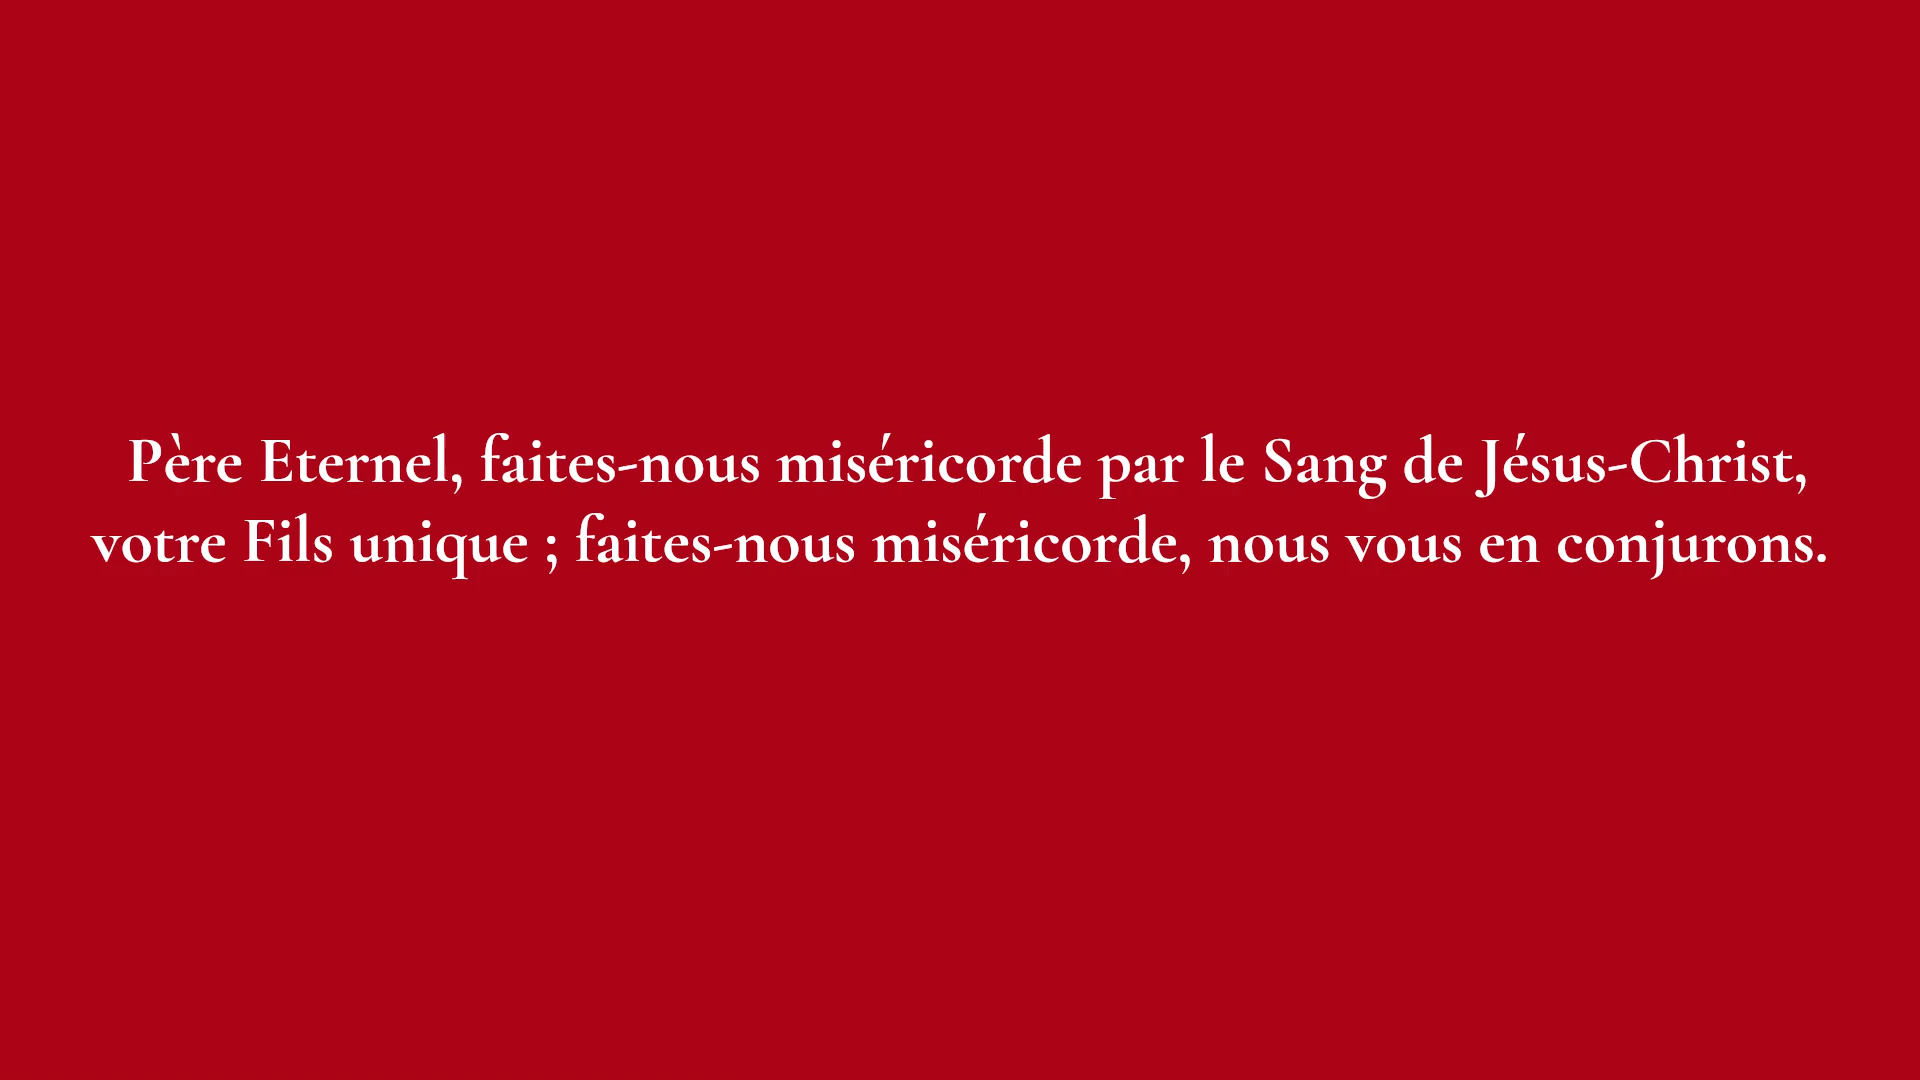 Père Eternel, faites-nous miséricorde par le Sang de Jésus-Christ,
votre Fils unique ; faites-nous miséricorde, nous vous en conjurons.